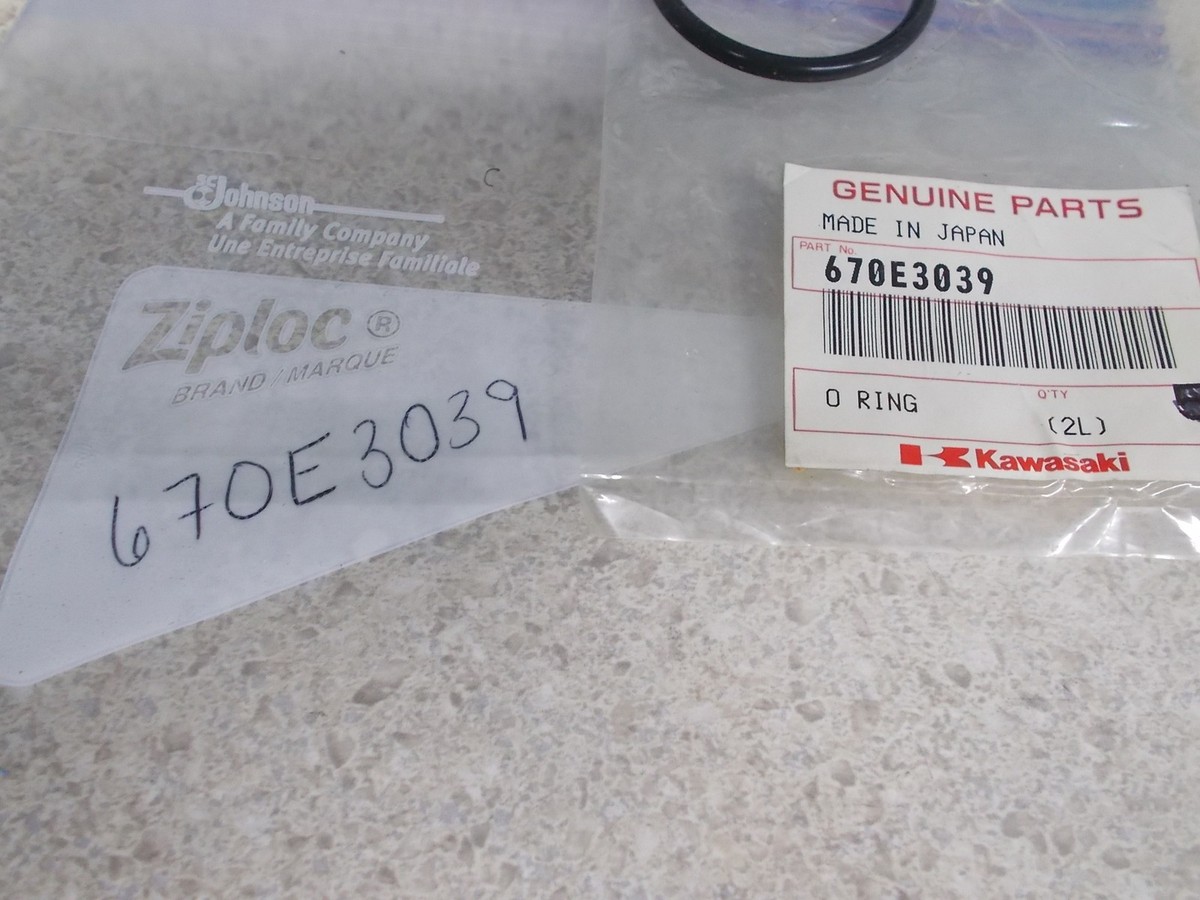 SC Johnson
A Family Company
Une Entreprise Familiale
Ziploc®
BRAND/MARQUE
670E3039
GENUINE PARTS
MADE IN JAPAN
PART No.
670E3039
O RING
Q'TY
(2L)
Kawasaki